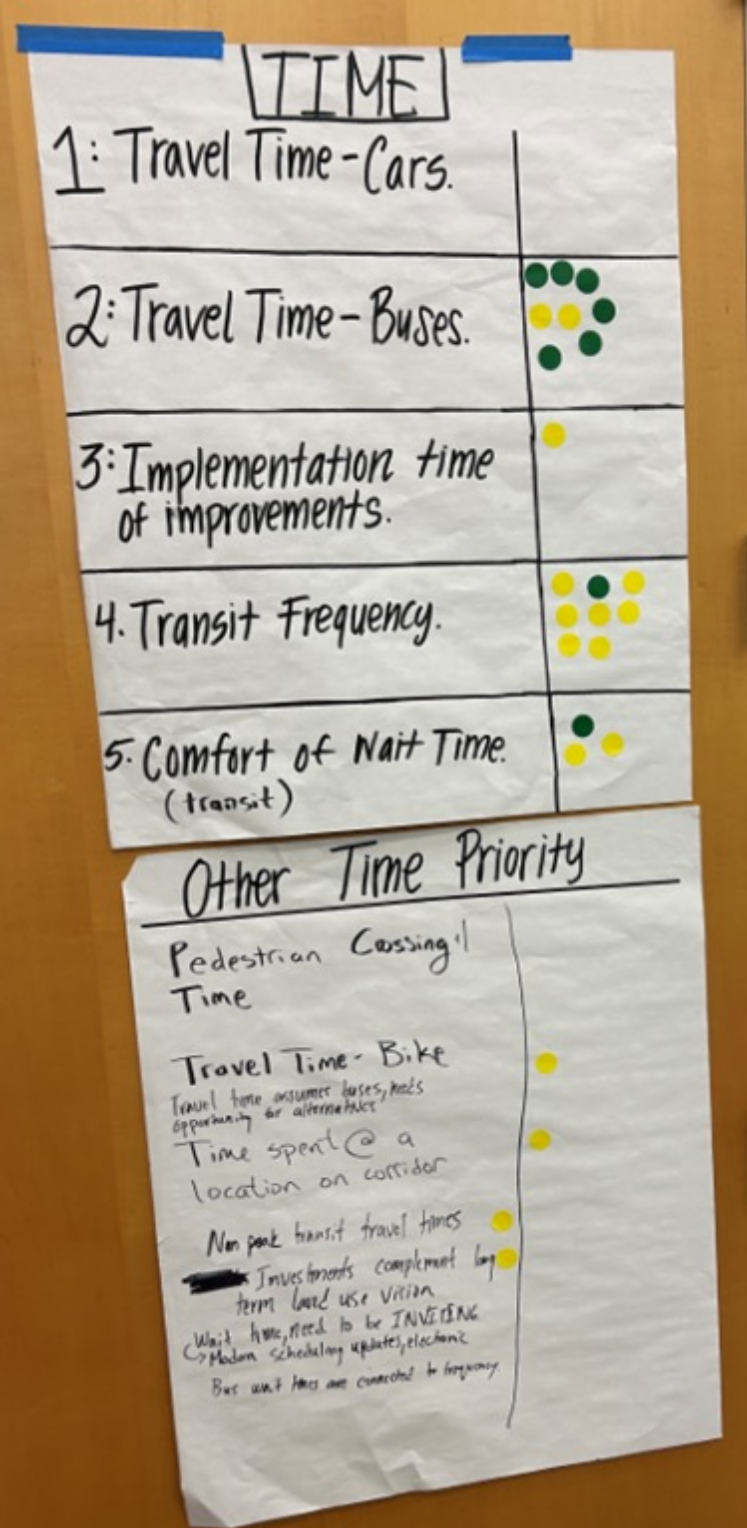 TIME
1: Travel Time - Cars.
2: Travel Time - Buses.
3: Implementation time
of improvements.
4. Transit Frequency.
5. Comfort of Wait Time.
(transit)
Other Time Priority
Pedestrian Crossing
Time
Travel Time - Bike
Travel time assumes buses, needs
opportunity for alternatives
Time spent @ a
location on corridor
Non peak transit travel times
Investments complement long
term land use vision
Wait time, need to be INVITING
Modern scheduling updates, electronic
Bus wait times are connected to frequency.